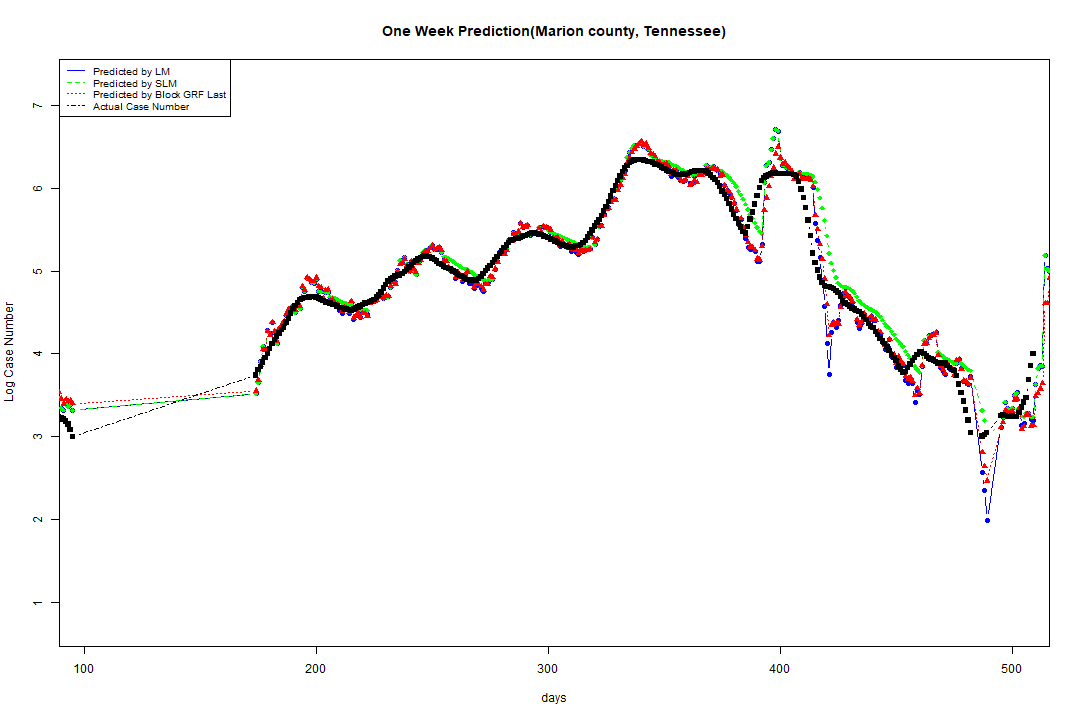 One Week Prediction(Marion county, Tennessee)
Predicted by LM
Predicted by SLM
Predicted by Block GRF Last
Actual Case Number
7
6
5
4
3
2
1
Log Case Number
100 200 300 400 500
days